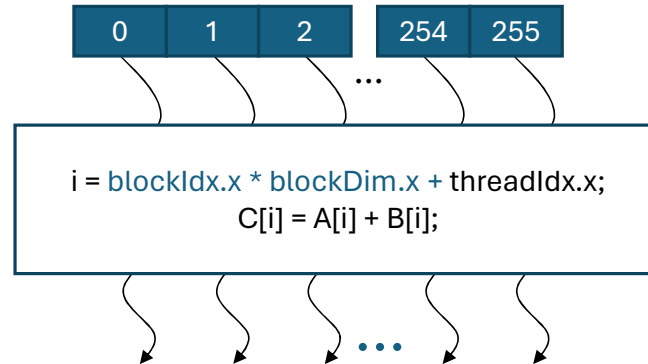 0 1 2 ... 254 255
i = blockIdx.x * blockDim.x + threadIdx.x;
C[i] = A[i] + B[i];
...